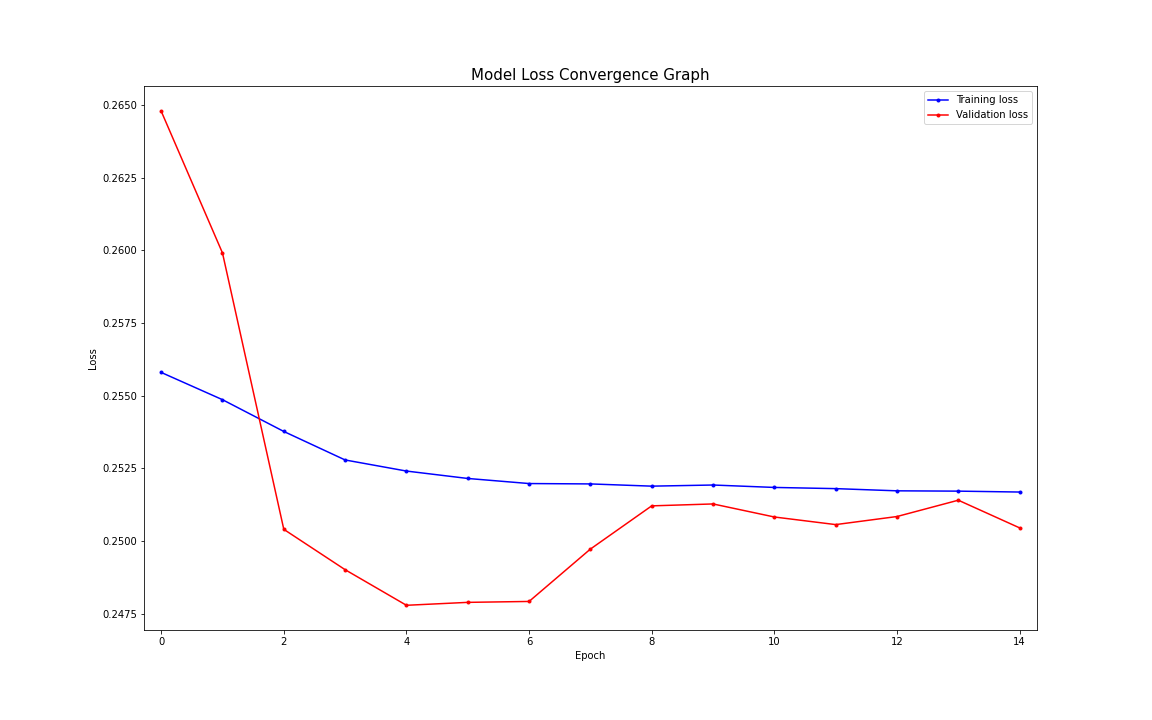 Model Loss Convergence Graph
Training loss
Validation loss
0.2650
0.2625
0.2600
0.2575
0.2550
0.2525
0.2500
0.2475
Loss
0 2 4 6 8 10 12 14
Epoch